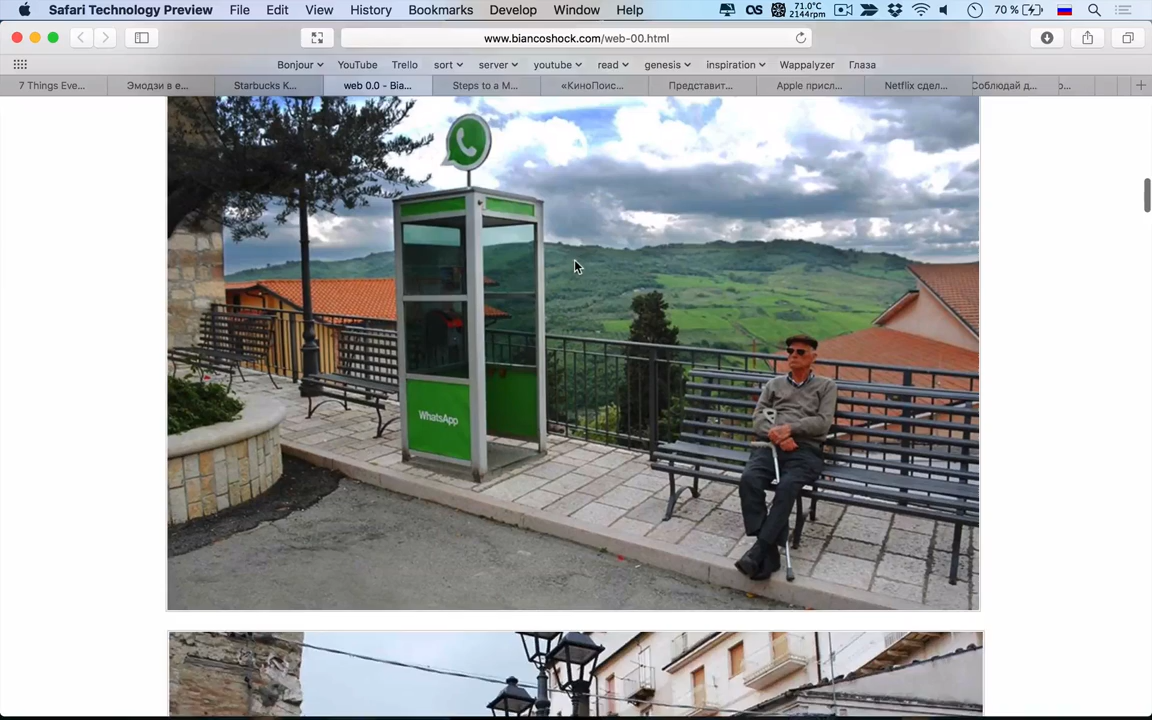 Safari Technology Preview File Edit View History Bookmarks Develop Window Help 71.0°C 2144rpm 70 %
www.biancoshock.com/web-00.html
Bonjour YouTube Trello sort server youtube read genesis inspiration Wappalyzer Глаза
7 Things Eve... Эмодзи в е... Starbucks K... web 0.0 - Bia... Steps to a M... «КиноПоис... Представит... Apple присл... Netflix сдел... Соблюдай д...
WhatsApp